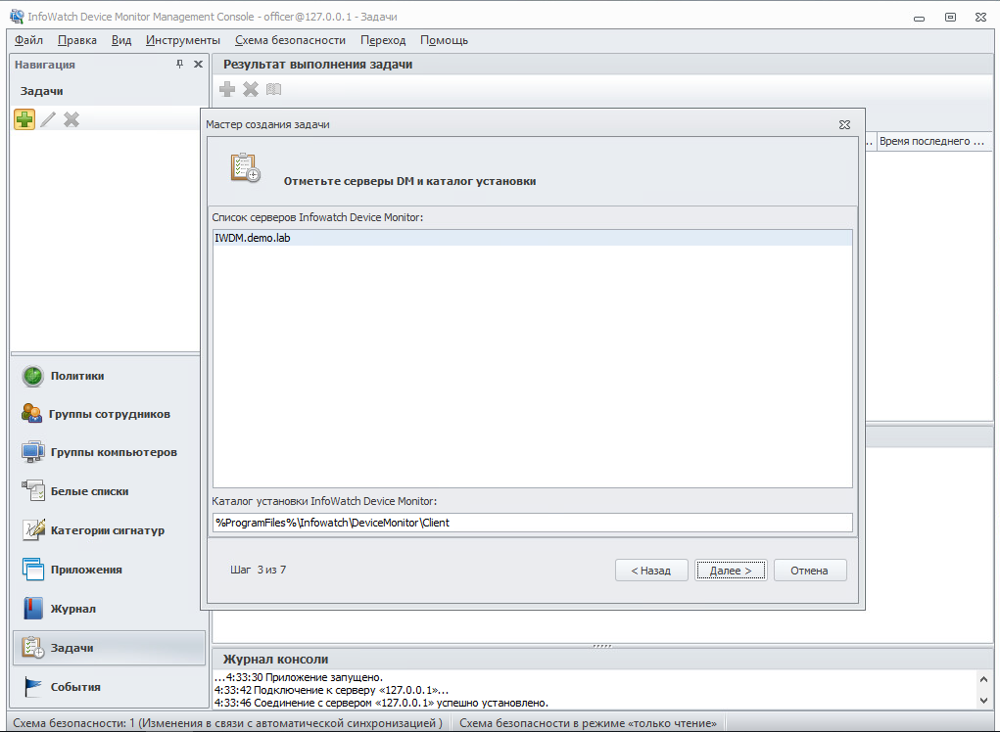 InfoWatch Device Monitor Management Console - officer@127.0.0.1 - Задачи
Файл Правка Вид Инструменты Схема безопасности Переход Помощь
Навигация
Задачи
Результат выполнения задачи
.. Время последнего ...
Мастер создания задачи
Отметьте серверы DM и каталог установки
Список серверов Infowatch Device Monitor:
IWDM.demo.lab
Каталог установки InfoWatch Device Monitor:
%ProgramFiles%\Infowatch\DeviceMonitor\Client
Шаг 3 из 7
< Назад
Далее >
Отмена
Политики
Группы сотрудников
Группы компьютеров
Белые списки
Категории сигнатур
Приложения
Журнал
Задачи
События
Журнал консоли
...4:33:30 Приложение запущено.
4:33:42 Подключение к серверу «127.0.0.1»...
4:33:46 Соединение с сервером «127.0.0.1» успешно установлено.
Схема безопасности: 1 (Изменения в связи с автоматической синхронизацией ) Схема безопасности в режиме «только чтение»